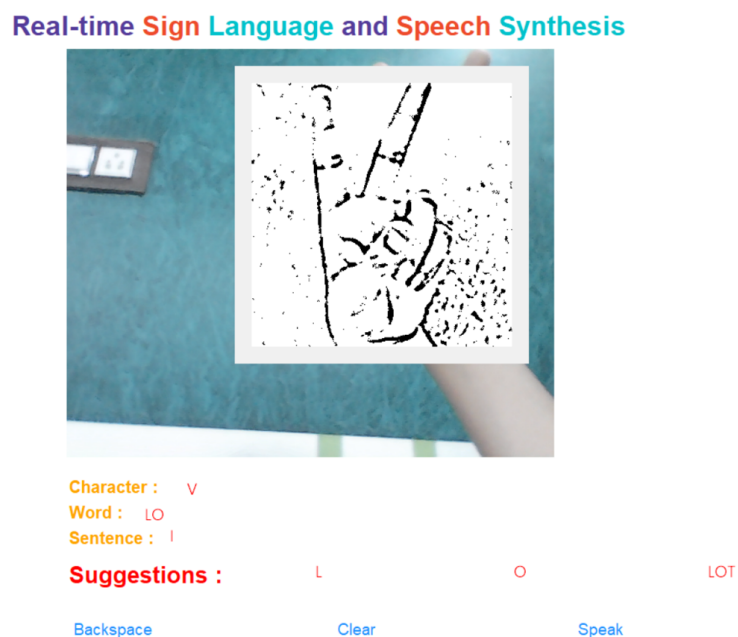 Real-time Sign Language and Speech Synthesis
Character : V
Word : LO
Sentence : I
Suggestions : L O LOT
Backspace Clear Speak